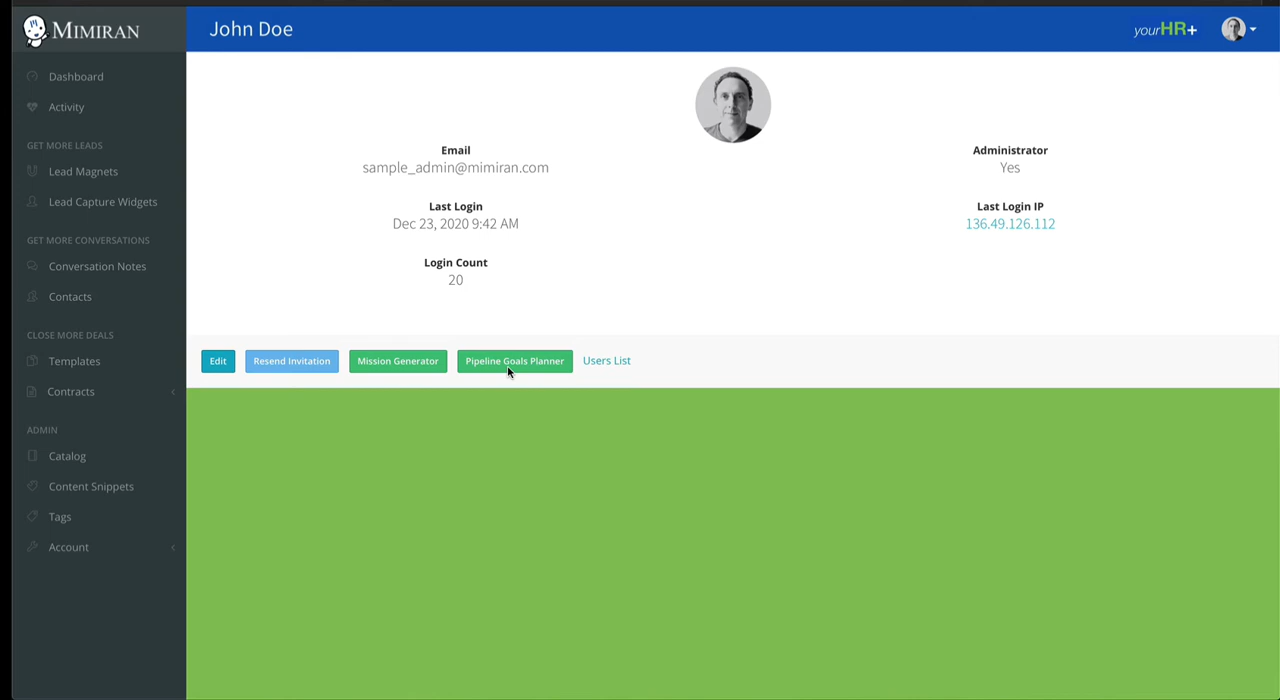 MIMIRAN
John Doe
yourHR+
Dashboard
Activity
GET MORE LEADS
Lead Magnets
Lead Capture Widgets
GET MORE CONVERSATIONS
Conversation Notes
Contacts
CLOSE MORE DEALS
Templates
Contracts
ADMIN
Catalog
Content Snippets
Tags
Account
Email
sample_admin@mimiran.com
Administrator
Yes
Last Login
Dec 23, 2020 9:42 AM
Last Login IP
136.49.126.112
Login Count
20
Edit
Resend Invitation
Mission Generator
Pipeline Goals Planner
Users List